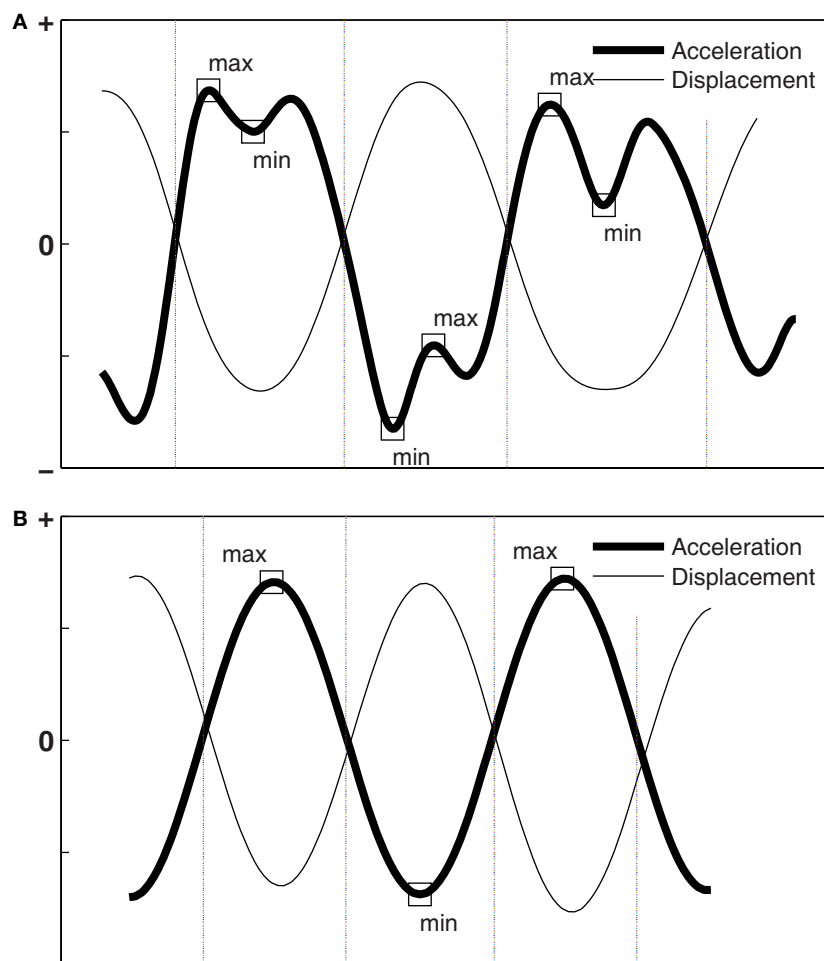 A +
max
max
Acceleration
Displacement
min
min
0
max
min
–
B +
max
max
Acceleration
Displacement
0
min